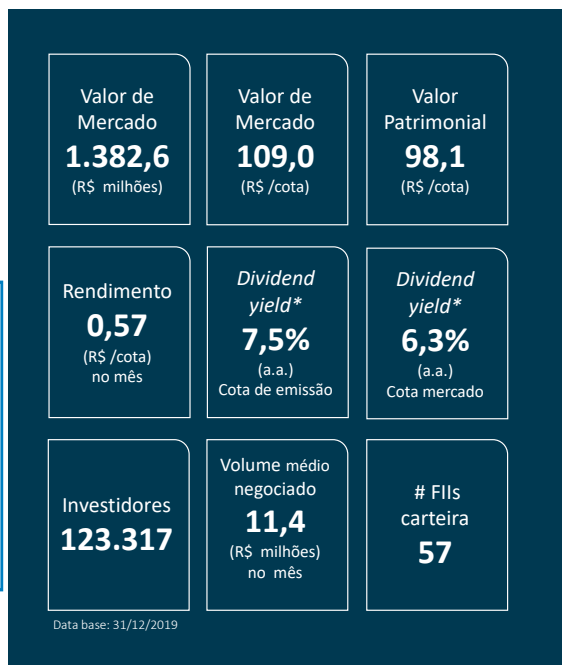 Valor de
Mercado
1.382,6
(R$ milhões)
Valor de
Mercado
109,0
(R$ /cota)
Valor
Patrimonial
98,1
(R$ /cota)
Rendimento
0,57
(R$ /cota)
no mês
Dividend
yield*
7,5%
(a.a.)
Cota de emissão
Dividend
yield*
6,3%
(a.a.)
Cota mercado
Investidores
123.317
Volume médio
negociado
11,4
(R$ milhões)
no mês
# FIIs
carteira
57
Data base: 31/12/2019